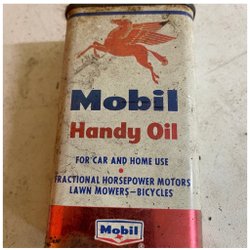 Mobil
Handy Oil
FOR CAR AND HOME USE
FRACTIONAL HORSEPOWER MOTORS
LAWN MOWERS—BICYCLES
Mobil